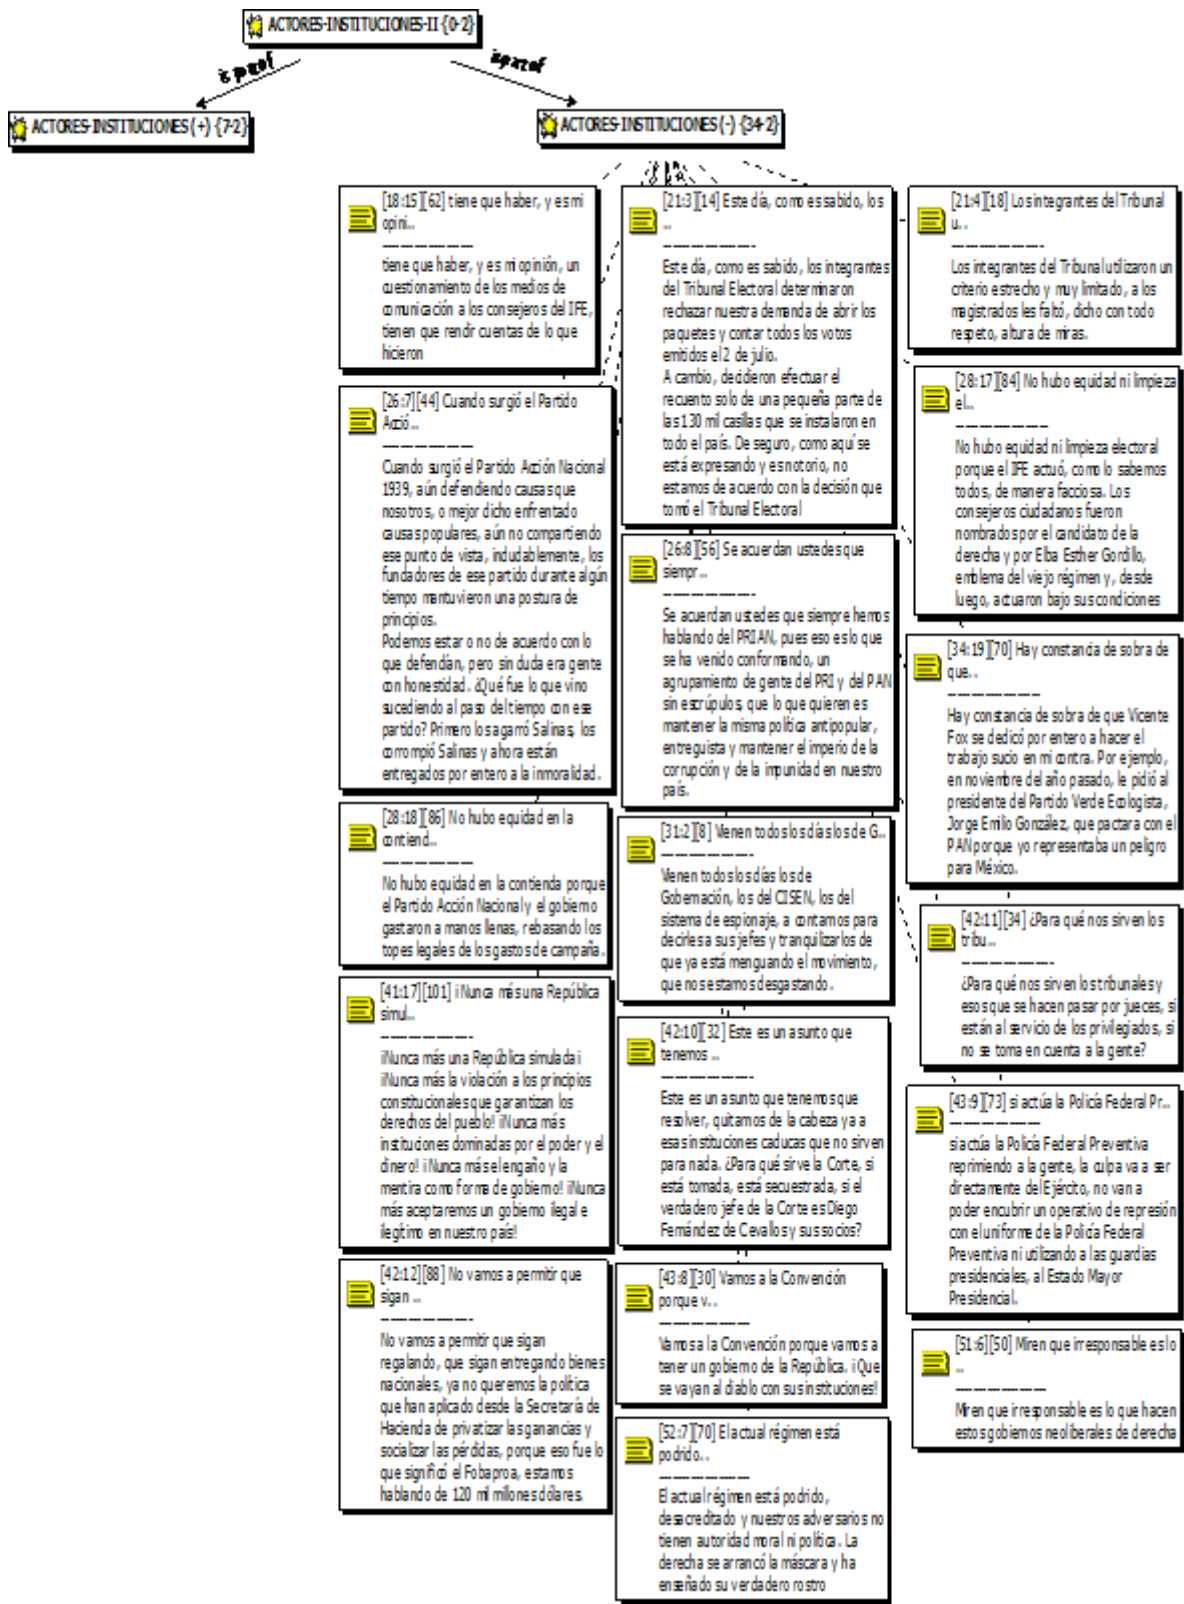 ACTORES-INSTITUCIONES-II {0-2}
is part of
is part of
ACTORES-INSTITUCIONES (+) {7-2}
ACTORES-INSTITUCIONES (-) {34-2}
[18:15][62] tiene que haber, y es mi
opini...
--------------------
tiene que haber, y es mi opinión, un
cuestionamiento de los medios de
comunicación a los consejeros del IFE,
tienen que rendir cuentas de lo que
hicieron
[26:7][44] Cuando surgió el Partido
Acció...
--------------------
Cuando surgió el Partido Acción Nacional
1939, aún defendiendo causas que
nosotros, o mejor dicho enfrentado
causas populares, aún no compartiendo
ese punto de vista, indudablemente, los
fundadores de ese partido durante algún
tiempo mantuvieron una postura de
principios.
Podemos estar o no de acuerdo con lo
que defendían, pero sin duda era gente
con honestidad. ¿Qué fue lo que vino
sucediendo al paso del tiempo con ese
partido? Primero los agarró Salinas, los
corrompió Salinas y ahora están
entregados por entero a la inmoralidad.
[28:18][86] No hubo equidad en la
contiend...
--------------------
No hubo equidad en la contienda porque
el Partido Acción Nacional y el gobierno
gastaron a manos llenas, rebasando los
topes legales de los gastos de campaña.
[41:17][101] ¡Nunca más una República
simul...
--------------------
¡Nunca más una República simulada¡
¡Nunca más la violación a los principios
constitucionales que garantizan los
derechos del pueblo! ¡Nunca más
instituciones dominadas por el poder y el
dinero! ¡Nunca más el engaño y la
mentira como forma de gobierno! ¡Nunca
más aceptaremos un gobierno ilegal e
ilegítimo en nuestro país!
[42:12][88] No vamos a permitir que
sigan ...
--------------------
No vamos a permitir que sigan
regalando, que sigan entregando bienes
nacionales, ya no queremos la política
que han aplicado desde la Secretaría de
Hacienda de privatizar las ganancias y
socializar las pérdidas, porque eso fue lo
que significó el Fobaproa, estamos
hablando de 120 mil millones dólares.
[21:3][14] Este día, como es sabido, los
...
--------------------
Este día, como es sabido, los integrantes
del Tribunal Electoral determinaron
rechazar nuestra demanda de abrir los
paquetes y contar todos los votos
emitidos el 2 de julio.
A cambio, decidieron efectuar el
recuento solo de una pequeña parte de
las 130 mil casillas que se instalaron en
todo el país. De seguro, como aquí se
está expresando y es notorio, no
estamos de acuerdo con la decisión que
tomó el Tribunal Electoral
[26:8][56] Se acuerdan ustedes que
siempr...
--------------------
Se acuerdan ustedes que siempre hemos
hablando del PRIAN, pues eso es lo que
se ha venido conformando, un
agrupamiento de gente del PRI y del PAN
sin escrúpulos, que lo que quieren es
mantener la misma política antipopular,
entreguista y mantener el imperio de la
corrupción y de la impunidad en nuestro
país.
[31:2][8] Vienen todos los días los de G...
--------------------
Vienen todos los días los de
Gobernación, los del CISEN, los del
sistema de espionaje, a contarnos para
decirles a sus jefes y tranquilizarlos de
que ya está menguando el movimiento,
que nos estamos desgastando.
[42:10][32] Este es un asunto que
tenemos ...
--------------------
Este es un asunto que tenemos que
resolver, quitarnos de la cabeza ya a
esas instituciones caducas que no sirven
para nada. ¿Para qué sirve la Corte, si
está tomada, está secuestrada, si el
verdadero jefe de la Corte es Diego
Fernández de Cevallos y sus socios?
[43:8][30] Vamos a la Convención
porque v...
--------------------
Vamos a la Convención porque vamos a
tener un gobierno de la República. ¡Que
se vayan al diablo con sus instituciones!
[52:7][70] El actual régimen está
podrido...
--------------------
El actual régimen está podrido,
desacreditado y nuestros adversarios no
tienen autoridad moral ni política. La
derecha se arrancó la máscara y ha
enseñado su verdadero rostro
[21:4][18] Los integrantes del Tribunal
u...
--------------------
Los integrantes del Tribunal utilizaron un
criterio estrecho y muy limitado, a los
magistrados les faltó, dicho con todo
respeto, altura de miras.
[28:17][84] No hubo equidad ni limpieza
el...
--------------------
No hubo equidad ni limpieza electoral
porque el IFE actuó, como lo sabemos
todos, de manera facciosa. Los
consejeros ciudadanos fueron
nombrados por el candidato de la
derecha y por Elba Esther Gordillo,
emblema del viejo régimen y, desde
luego, actuaron bajo sus condiciones
[34:19][70] Hay constancia de sobra de
que...
--------------------
Hay constancia de sobra de que Vicente
Fox se dedicó por entero a hacer el
trabajo sucio en mi contra. Por ejemplo,
en noviembre del año pasado, le pidió al
presidente del Partido Verde Ecologista,
Jorge Emilio González, que pactara con el
PAN porque yo representaba un peligro
para México.
[42:11][34] ¿Para qué nos sirven los
tribu...
--------------------
¿Para qué nos sirven los tribunales y
esos que se hacen pasar por jueces, si
están al servicio de los privilegiados, si
no se toma en cuenta a la gente?
[43:9][73] si actúa la Policía Federal Pr...
--------------------
si actúa la Policía Federal Preventiva
reprimiendo a la gente, la culpa va a ser
directamente del Ejército, no van a
poder encubrir un operativo de represión
con el uniforme de la Policía Federal
Preventiva ni utilizando a las guardias
presidenciales, al Estado Mayor
Presidencial.
[51:6][50] Miren que irresponsable es lo
...
--------------------
Miren que irresponsable es lo que hacen
estos gobiernos neoliberales de derecha